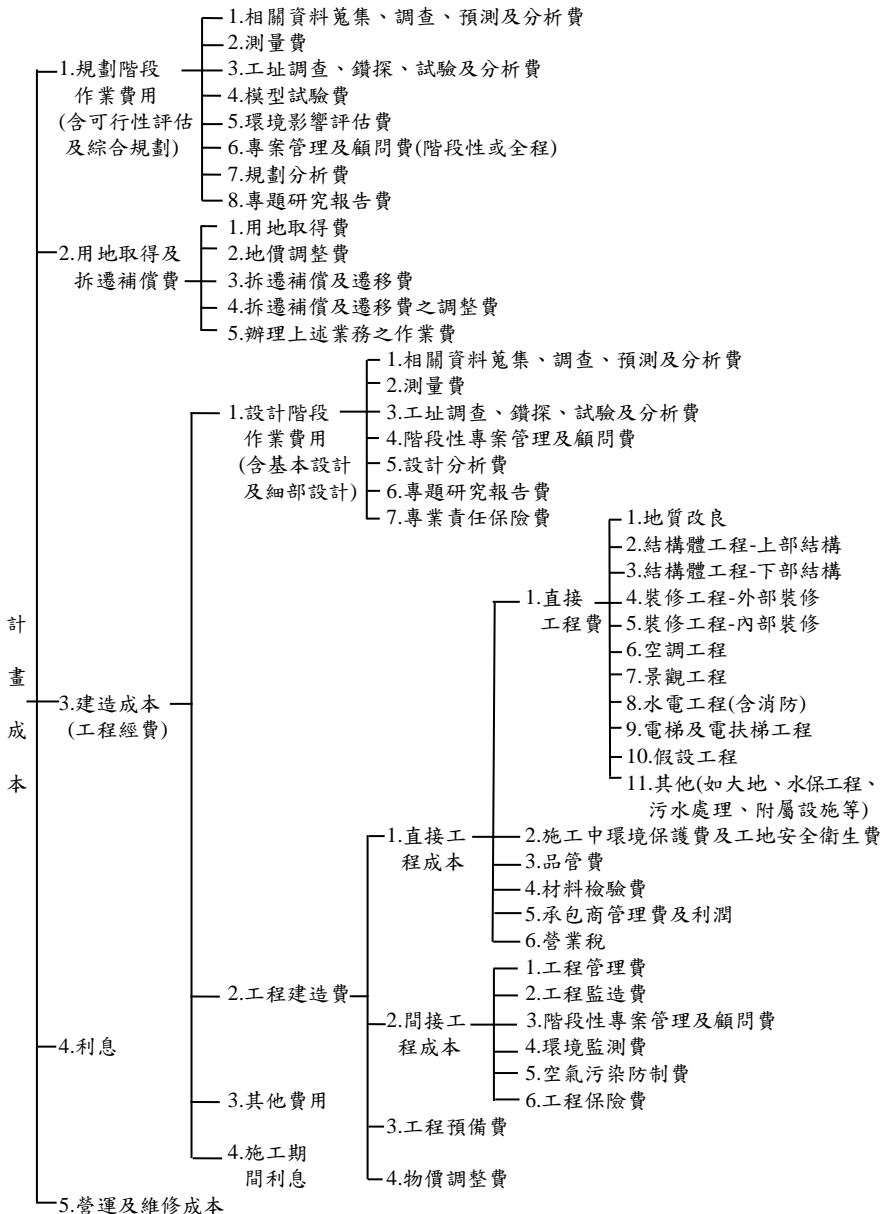 計
畫
成
本
1.規劃階段
作業費用
(含可行性評估
及綜合規劃)
1.相關資料蒐集、調查、預測及分析費
2.測量費
3.工址調查、鑽探、試驗及分析費
4.模型試驗費
5.環境影響評估費
6.專案管理及顧問費(階段性或全程)
7.規劃分析費
8.專題研究報告費
2.用地取得及
拆遷補償費
1.用地取得費
2.地價調整費
3.拆遷補償及遷移費
4.拆遷補償及遷移費之調整費
5.辦理上述業務之作業費
3.建造成本
(工程經費)
1.設計階段
作業費用
(含基本設計
及細部設計)
1.相關資料蒐集、調查、預測及分析費
2.測量費
3.工址調查、鑽探、試驗及分析費
4.階段性專案管理及顧問費
5.設計分析費
6.專題研究報告費
7.專業責任保險費
2.工程建造費
1.直接工
程成本
1.直接
工程費
1.地質改良
2.結構體工程-上部結構
3.結構體工程-下部結構
4.裝修工程-外部裝修
5.裝修工程-內部裝修
6.空調工程
7.景觀工程
8.水電工程(含消防)
9.電梯及電扶梯工程
10.假設工程
11.其他(如大地、水保工程、
污水處理、附屬設施等)
2.施工中環境保護費及工地安全衛生費
3.品管費
4.材料檢驗費
5.承包商管理費及利潤
6.營業稅
2.間接工
程成本
1.工程管理費
2.工程監造費
3.階段性專案管理及顧問費
4.環境監測費
5.空氣污染防制費
6.工程保險費
3.工程預備費
4.物價調整費
3.其他費用
4.施工期
間利息
4.利息
5.營運及維修成本